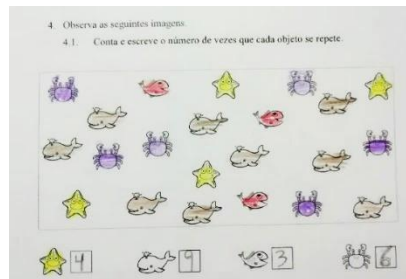 4. Observa as seguintes imagens.
4.1. Conta e escreve o número de vezes que cada objeto se repete.
4 9 3 6